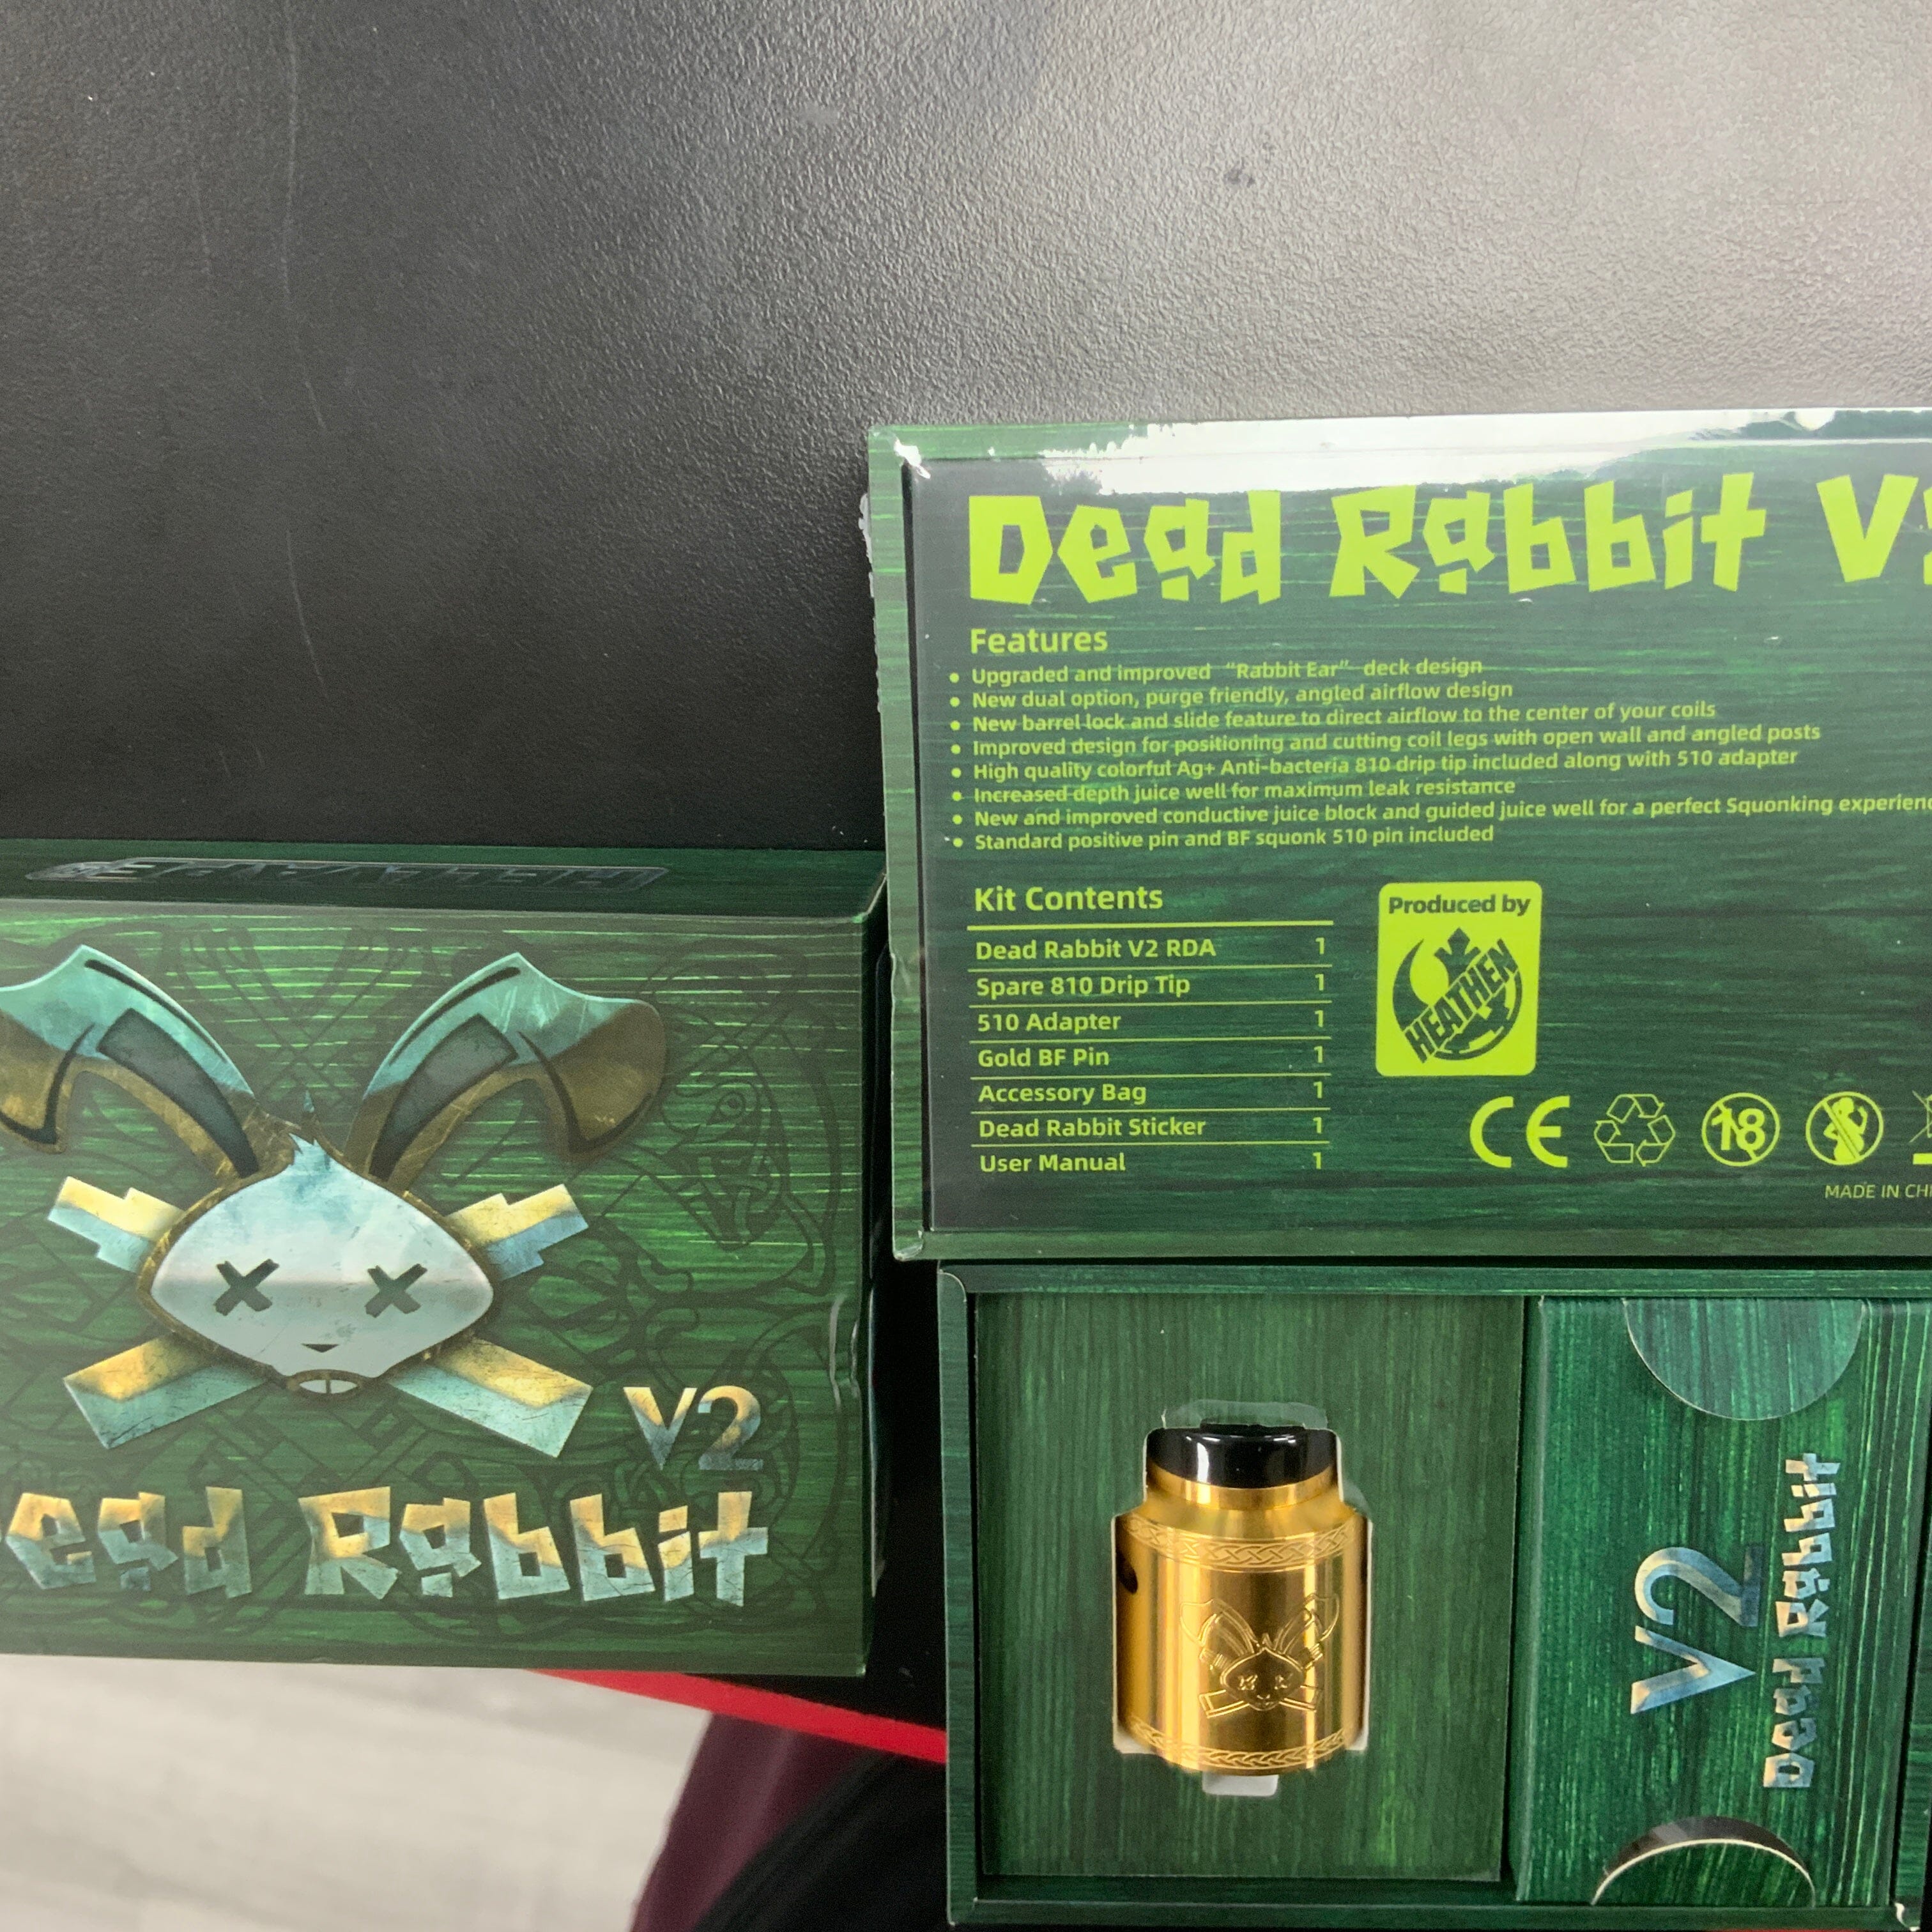 Dead Rabbit
Features
• Upgraded and improved “Rabbit Ear” deck design
• New dual option, purge friendly, angled airflow design
• New barrel lock and slide feature to direct airflow to the center of your coils
• Improved design for positioning and cutting coil legs with open wall and angled posts
• High quality colorful Ag+ Anti-bacteria 810 drip tip included along with 510 adapter
• Increased depth juice well for maximum leak resistance
• New and improved conductive juice block and guided juice well for a perfect Squonking
• Standard positive pin and BF squonk 510 pin included
Kit Contents
Dead Rabbit V2 RDA 1
Spare 810 Drip Tip 1
510 Adapter 1
Gold BF Pin 1
Accessory Bag 1
Dead Rabbit Sticker 1
User Manual 1
Produced by
HEATHEN
CE
18
MADE IN
HELLVAPE
V2
Rabbit
V2
Dead Rabbit